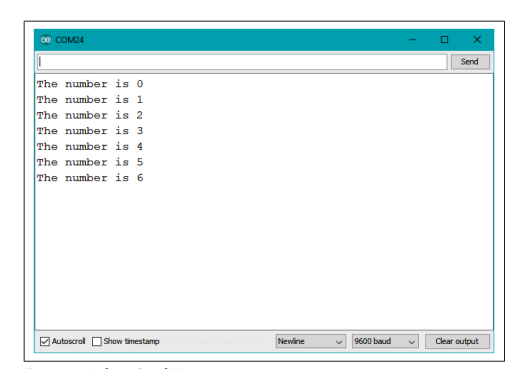 COM24
Send
The number is 0
The number is 1
The number is 2
The number is 3
The number is 4
The number is 5
The number is 6
Autoscroll Show timestamp Newline 9600 baud Clear output